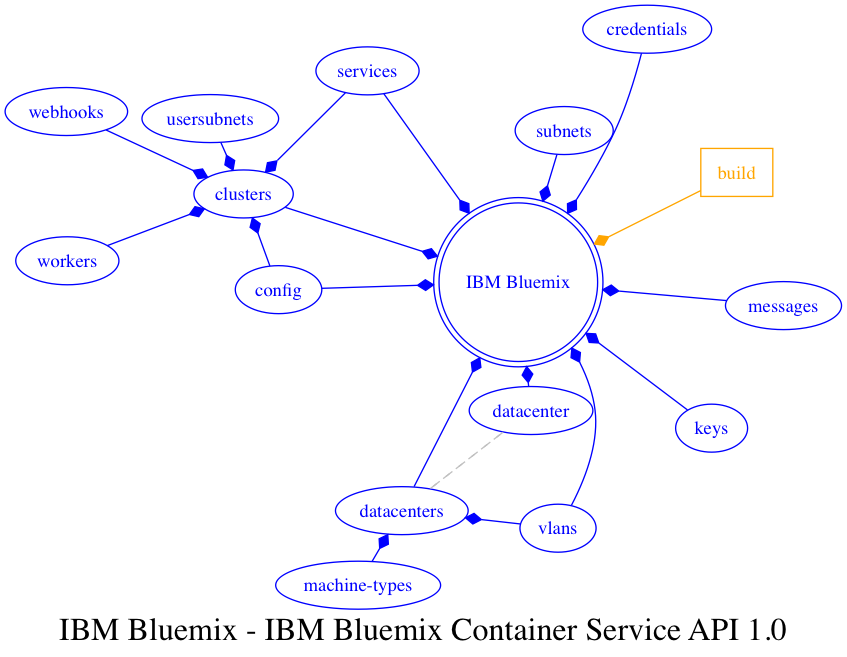 credentials
services
webhooks
usersubnets
subnets
build
clusters
workers
config
IBM Bluemix
messages
datacenter
keys
datacenters
vlans
machine-types
IBM Bluemix - IBM Bluemix Container Service API 1.0